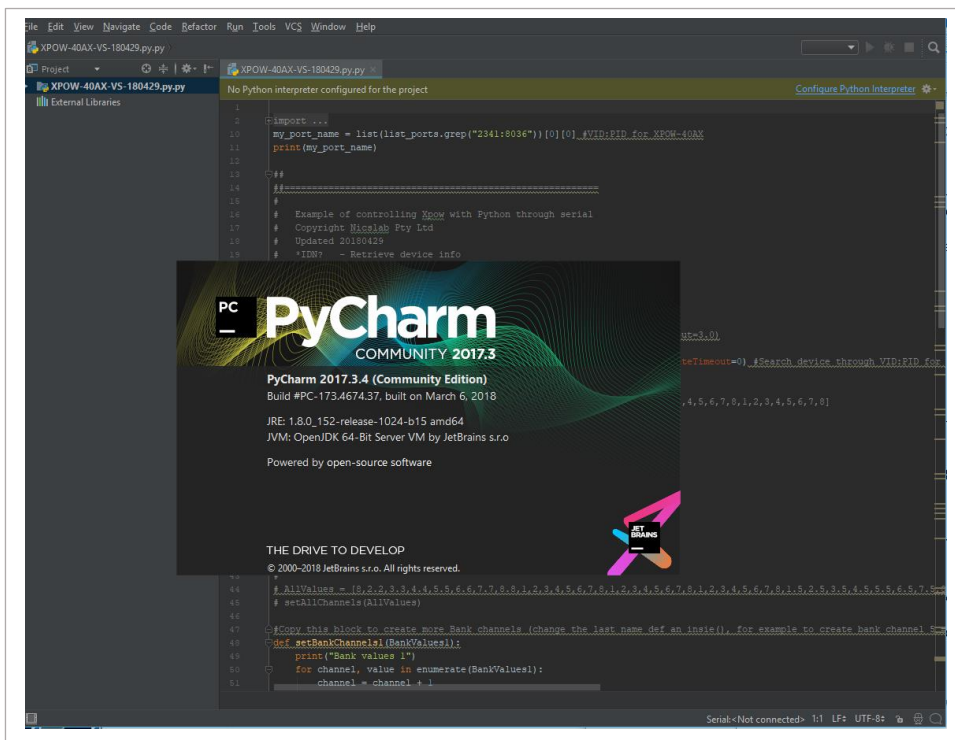 File Edit View Navigate Code Refactor Run Tools VCS Window Help
XPOW-40AX-VS-180429.py.py
Project
XPOW-40AX-VS-180429.py.py
XPOW-40AX-VS-180429.py.py
External Libraries
No Python interpreter configured for the project
Configure Python Interpreter
1
2 import ...
10 my_port_name = list(list_ports.grep("2341:8036"))[0][0] #VID:PID for XPOW-40AX
11 print(my_port_name)
12
13 ##
14 ##==========================================================
15 #
16 # Example of controlling Xpow with Python through serial
17 # Copyright Nicslab Pty Ltd
18 # Updated 20180429
19 # *IDN? - Retrieve device info
ut=3.0)
teTimeout=0) #Search device through VID:PID for
,4,5,6,7,8,1,2,3,4,5,6,7,8]
PC
PyCharm
COMMUNITY 2017.3
PyCharm 2017.3.4 (Community Edition)
Build #PC-173.4674.37, built on March 6, 2018
JRE: 1.8.0_152-release-1024-b15 amd64
JVM: OpenJDK 64-Bit Server VM by JetBrains s.r.o
Powered by open-source software
JET
BRAINS
THE DRIVE TO DEVELOP
© 2000–2018 JetBrains s.r.o. All rights reserved.
44 # AllValues = [8,2.2,3.3,4.4,5.5,6.6,7.7,8.8,1,2,3,4,5,6,7,8,1,2,3,4,5,6,7,8,1,2,3,4,5,6,7,8,1.5,2.5,3.5,4.5,5.5,6.5,7.5
45 # setAllChannels(AllValues)
46
47 #Copy this block to create more Bank channels (change the last name def an insie(), for example to create bank channel
48 def setBankChannels1(BankValues1):
49 print("Bank values 1")
50 for channel, value in enumerate(BankValues1):
51 channel = channel + 1
Serial:<Not connected> 1:1 LF÷ UTF-8÷